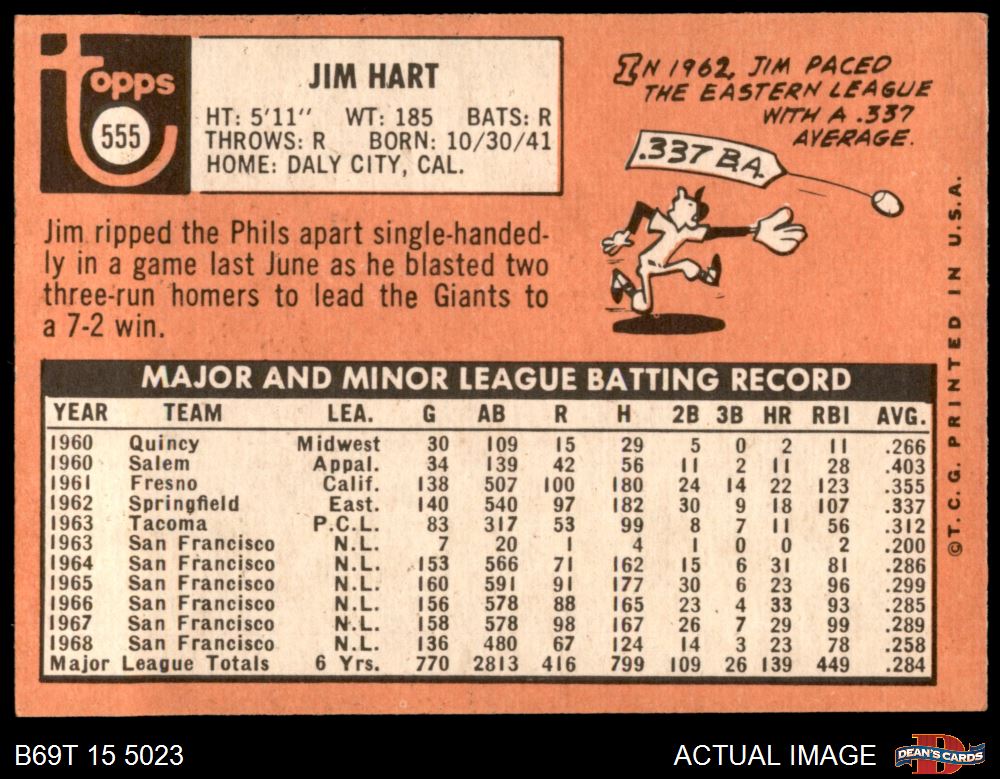 Topps
555
JIM HART
HT: 5'11" WT: 185 BATS: R
THROWS: R BORN: 10/30/41
HOME: DALY CITY, CAL.
IN 1962, JIM PACED
THE EASTERN LEAGUE
WITH A .337
AVERAGE.
.337 B.A.
Jim ripped the Phils apart single-handed-
ly in a game last June as he blasted two
three-run homers to lead the Giants to
a 7-2 win.
MAJOR AND MINOR LEAGUE BATTING RECORD
YEAR TEAM LEA. G AB R H 2B 3B HR RBI AVG.
1960 Quincy Midwest 30 109 15 29 5 0 2 11 .266
1960 Salem Appal. 34 139 42 56 11 2 11 28 .403
1961 Fresno Calif. 138 507 100 180 24 14 22 123 .355
1962 Springfield East. 140 540 97 182 30 9 18 107 .337
1963 Tacoma P.C.L. 83 317 53 99 8 7 11 56 .312
1963 San Francisco N.L. 7 20 1 4 1 0 0 2 .200
1964 San Francisco N.L. 153 566 71 162 15 6 31 81 .286
1965 San Francisco N.L. 160 591 91 177 30 6 23 96 .299
1966 San Francisco N.L. 156 578 88 165 23 4 33 93 .285
1967 San Francisco N.L. 158 578 98 167 26 7 29 99 .289
1968 San Francisco N.L. 136 480 67 124 14 3 23 78 .258
Major League Totals 6 Yrs. 770 2813 416 799 109 26 139 449 .284
©T.C.G. PRINTED IN U.S.A.
B69T 15 5023
ACTUAL IMAGE
D
DEAN'S CARDS